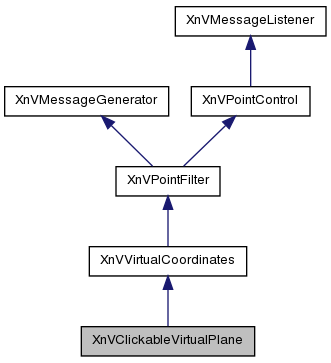 XnVMessageListener
XnVMessageGenerator
XnVPointControl
XnVPointFilter
XnVVirtualCoordinates
XnVClickableVirtualPlane